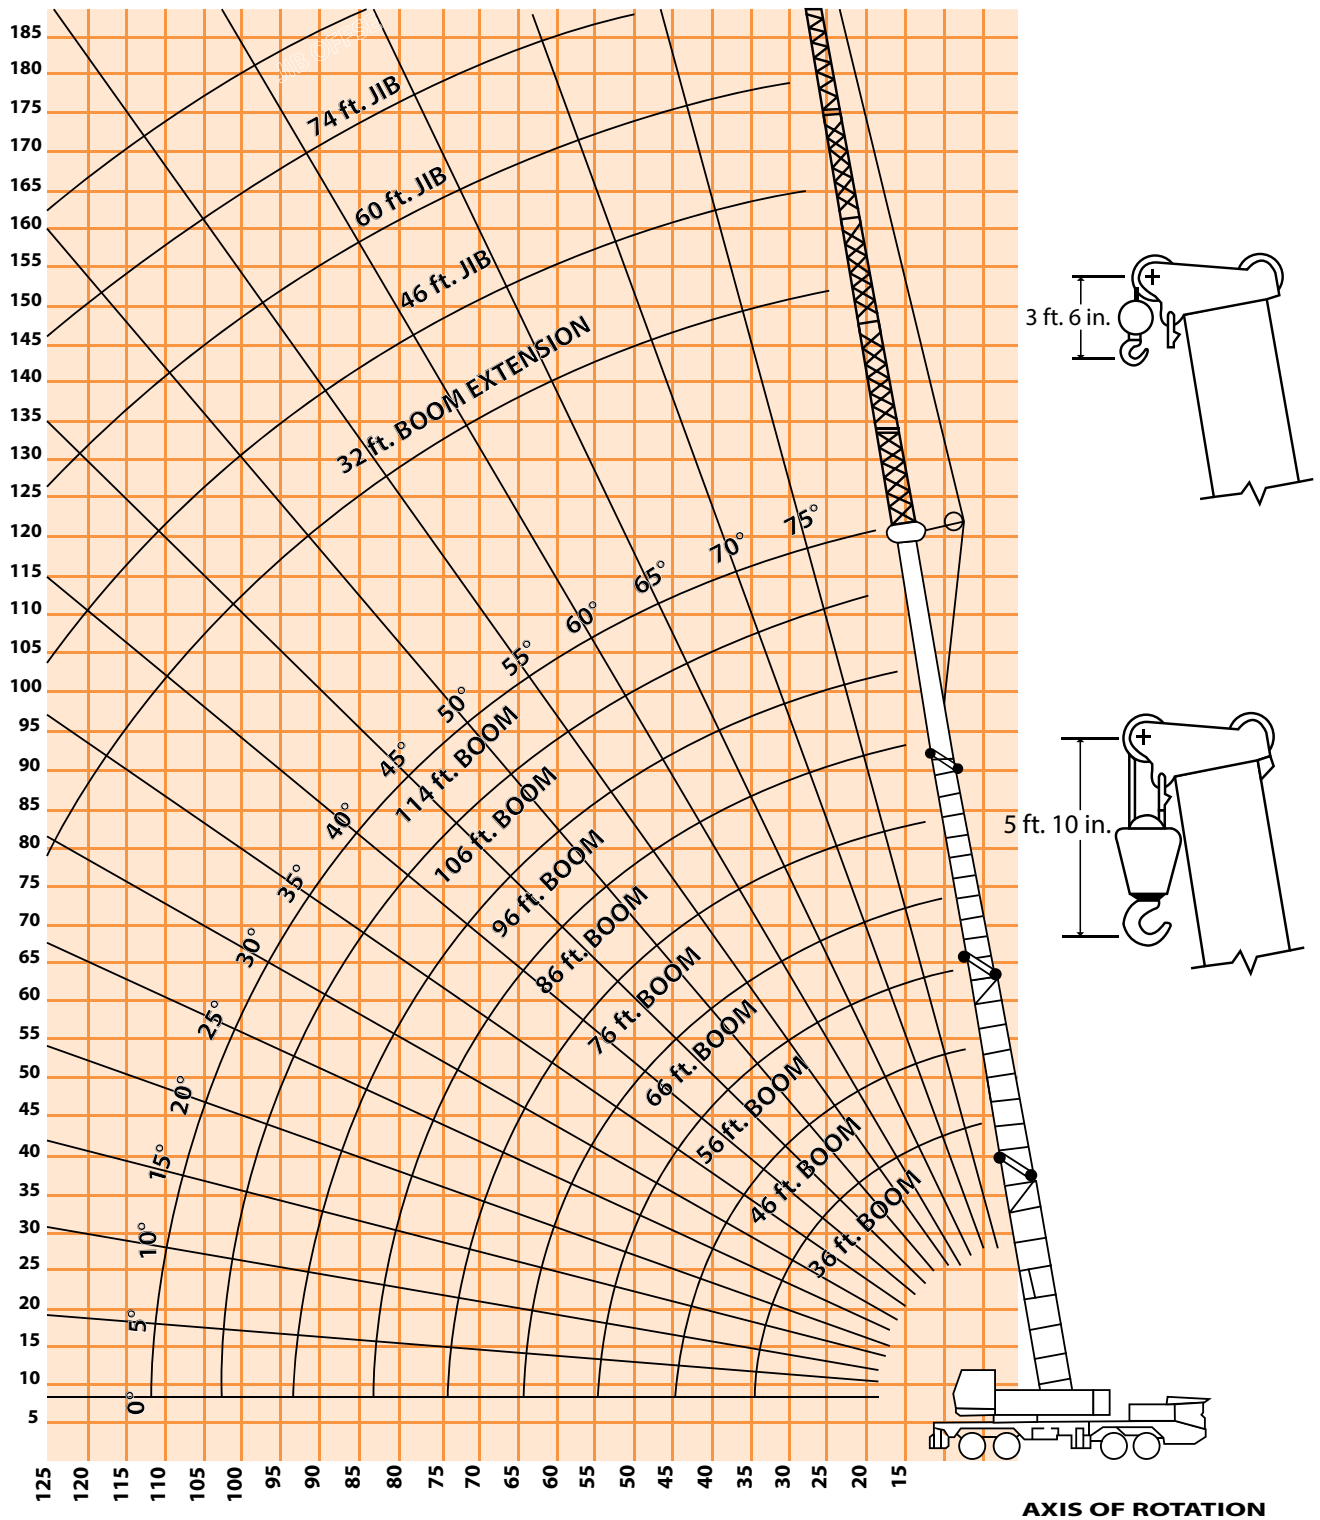 185
180
175
170
165
160
155
150
145
140
135
130
125
120
115
110
105
100
95
90
85
80
75
70
65
60
55
50
45
40
35
30
25
20
15
10
5
JIB OFFSET
74 ft. JIB
60 ft. JIB
46 ft. JIB
32 ft. BOOM EXTENSION
75°
70°
65°
60°
55°
50°
45°
40°
35°
30°
25°
20°
15°
10°
5°
0°
114 ft. BOOM
106 ft. BOOM
96 ft. BOOM
86 ft. BOOM
76 ft. BOOM
66 ft. BOOM
56 ft. BOOM
46 ft. BOOM
36 ft. BOOM
3 ft. 6 in.
5 ft. 10 in.
125 120 115 110 105 100 95 90 85 80 75 70 65 60 55 50 45 40 35 30 25 20 15
AXIS OF ROTATION